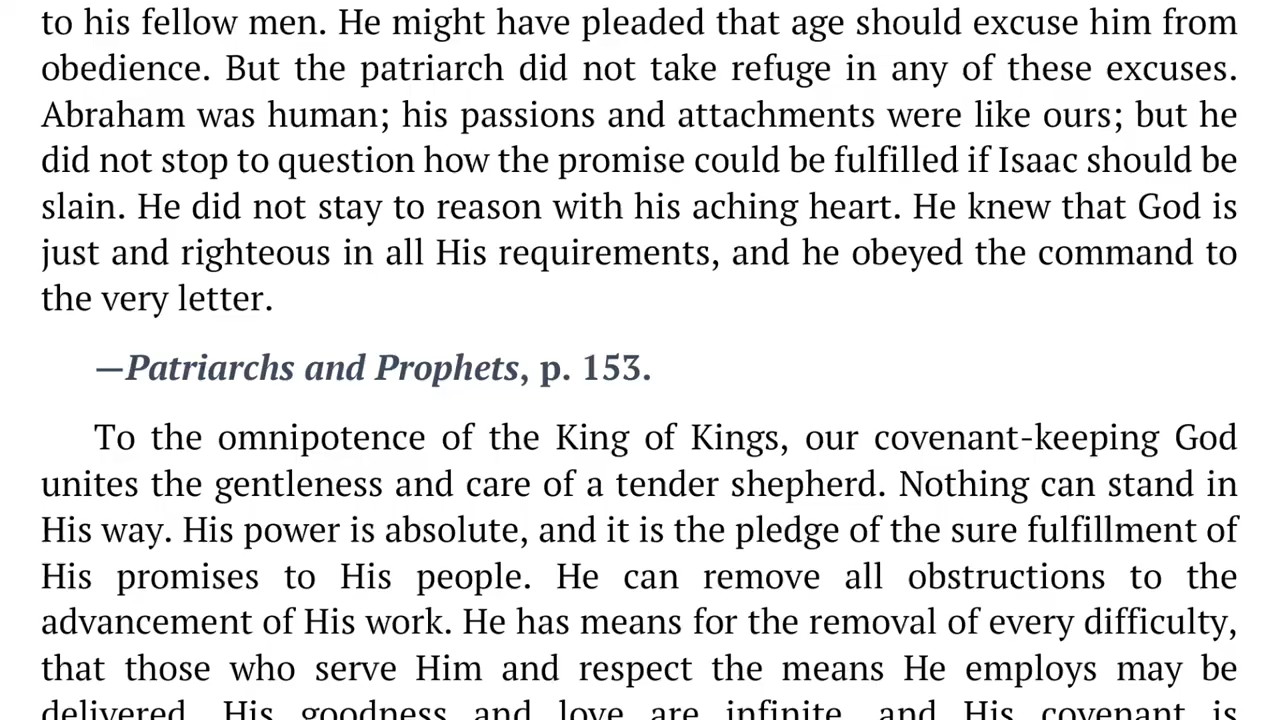 to his fellow men. He might have pleaded that age should excuse him from
obedience. But the patriarch did not take refuge in any of these excuses.
Abraham was human; his passions and attachments were like ours; but he
did not stop to question how the promise could be fulfilled if Isaac should be
slain. He did not stay to reason with his aching heart. He knew that God is
just and righteous in all His requirements, and he obeyed the command to
the very letter.
—Patriarchs and Prophets, p. 153.
To the omnipotence of the King of Kings, our covenant-keeping God
unites the gentleness and care of a tender shepherd. Nothing can stand in
His way. His power is absolute, and it is the pledge of the sure fulfillment of
His promises to His people. He can remove all obstructions to the
advancement of His work. He has means for the removal of every difficulty,
that those who serve Him and respect the means He employs may be
delivered. His goodness and love are infinite, and His covenant is